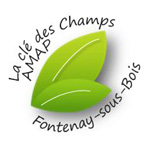 La clé des Champs
AMAP
Fontenay-sous-Bois